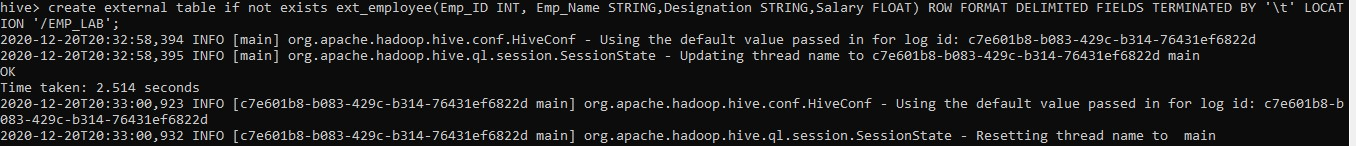 hive> create external table if not exists ext_employee(Emp_ID INT, Emp_Name STRING,Designation STRING,Salary FLOAT) ROW FORMAT DELIMITED FIELDS TERMINATED BY '\t' LOCAT
ION '/EMP_LAB';
2020-12-20T20:32:58,394 INFO [main] org.apache.hadoop.hive.conf.HiveConf - Using the default value passed in for log id: c7e601b8-b083-429c-b314-76431ef6822d
2020-12-20T20:32:58,395 INFO [main] org.apache.hadoop.hive.ql.session.SessionState - Updating thread name to c7e601b8-b083-429c-b314-76431ef6822d main
OK
Time taken: 2.514 seconds
2020-12-20T20:33:00,923 INFO [c7e601b8-b083-429c-b314-76431ef6822d main] org.apache.hadoop.hive.conf.HiveConf - Using the default value passed in for log id: c7e601b8-b
083-429c-b314-76431ef6822d
2020-12-20T20:33:00,932 INFO [c7e601b8-b083-429c-b314-76431ef6822d main] org.apache.hadoop.hive.ql.session.SessionState - Resetting thread name to  main